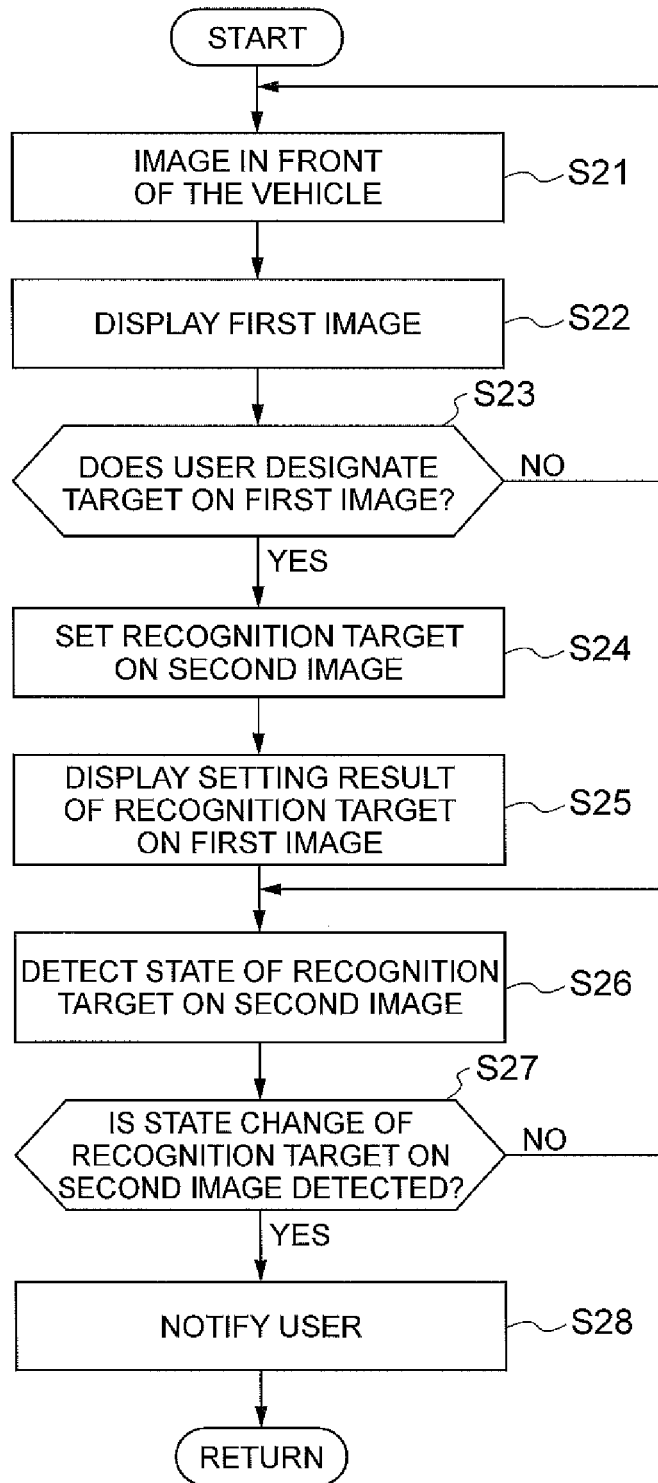 START
IMAGE IN FRONT
OF THE VEHICLE
S21
DISPLAY FIRST IMAGE
S22
S23
DOES USER DESIGNATE
TARGET ON FIRST IMAGE?
NO
YES
SET RECOGNITION TARGET
ON SECOND IMAGE
S24
DISPLAY SETTING RESULT
OF RECOGNITION TARGET
ON FIRST IMAGE
S25
DETECT STATE OF RECOGNITION
TARGET ON SECOND IMAGE
S26
S27
IS STATE CHANGE OF
RECOGNITION TARGET ON
SECOND IMAGE DETECTED?
NO
YES
NOTIFY USER
S28
RETURN